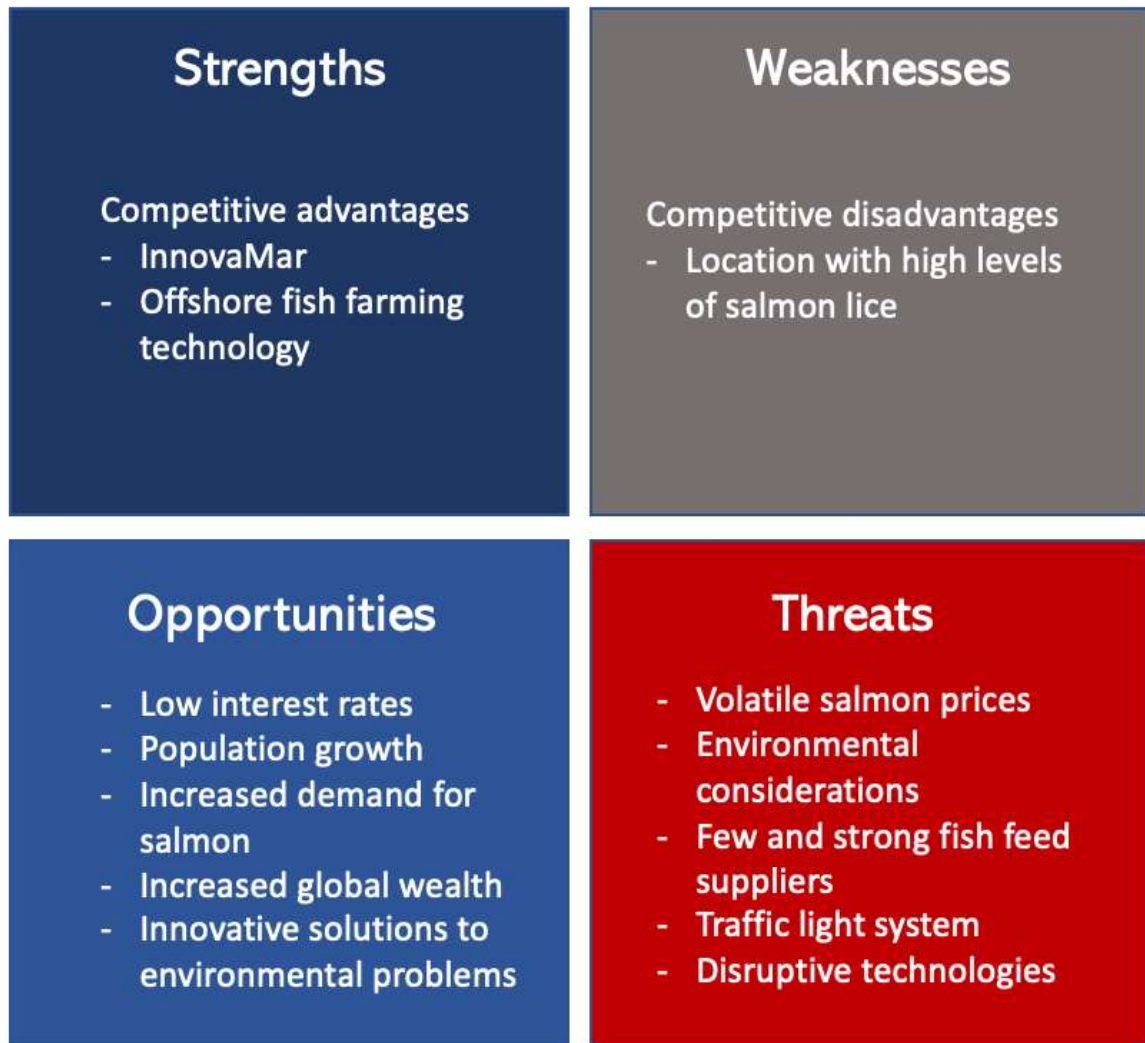 Strengths
Competitive advantages
- InnovaMar
- Offshore fish farming
technology
Weaknesses
Competitive disadvantages
- Location with high levels
of salmon lice
Opportunities
- Low interest rates
- Population growth
- Increased demand for
salmon
- Increased global wealth
- Innovative solutions to
environmental problems
Threats
- Volatile salmon prices
- Environmental
considerations
- Few and strong fish feed
suppliers
- Traffic light system
- Disruptive technologies